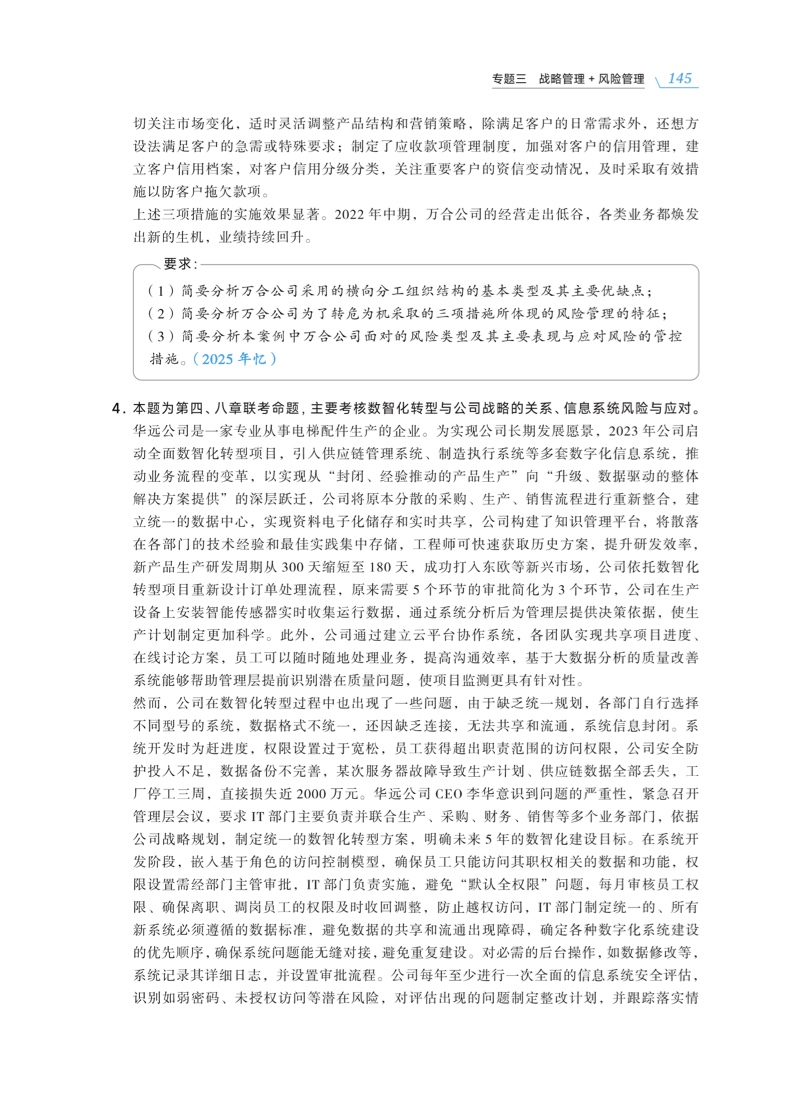 专题三　战略管理 + 风险管理　145
切关注市场变化，适时灵活调整产品结构和营销策略，除满足客户的日常需求外，还想方
设法满足客户的急需或特殊要求；制定了应收款项管理制度，加强对客户的信用管理，建
立客户信用档案，对客户信用分级分类，关注重要客户的资信变动情况，及时采取有效措
施以防客户拖欠款项。
上述三项措施的实施效果显著。2022 年中期，万合公司的经营走出低谷，各类业务都焕发
出新的生机，业绩持续回升。
要求：
（1）简要分析万合公司采用的横向分工组织结构的基本类型及其主要优缺点；
（2）简要分析万合公司为了转危为机采取的三项措施所体现的风险管理的特征；
（3）简要分析本案例中万合公司面对的风险类型及其主要表现与应对风险的管控
措施。（2025 年忆）
4. 本题为第四、八章联考命题，主要考核数智化转型与公司战略的关系、信息系统风险与应对。
华远公司是一家专业从事电梯配件生产的企业。为实现公司长期发展愿景，2023 年公司启
动全面数智化转型项目，引入供应链管理系统、制造执行系统等多套数字化信息系统，推
动业务流程的变革，以实现从“封闭、经验推动的产品生产”向“升级、数据驱动的整体
解决方案提供”的深层跃迁，公司将原本分散的采购、生产、销售流程进行重新整合，建
立统一的数据中心，实现资料电子化储存和实时共享，公司构建了知识管理平台，将散落
在各部门的技术经验和最佳实践集中存储，工程师可快速获取历史方案，提升研发效率，
新产品生产研发周期从 300 天缩短至 180 天，成功打入东欧等新兴市场，公司依托数智化
转型项目重新设计订单处理流程，原来需要 5 个环节的审批简化为 3 个环节，公司在生产
设备上安装智能传感器实时收集运行数据，通过系统分析后为管理层提供决策依据，使生
产计划制定更加科学。此外，公司通过建立云平台协作系统，各团队实现共享项目进度、
在线讨论方案，员工可以随时随地处理业务，提高沟通效率，基于大数据分析的质量改善
系统能够帮助管理层提前识别潜在质量问题，使项目监测更具有针对性。
然而，公司在数智化转型过程中也出现了一些问题，由于缺乏统一规划，各部门自行选择
不同型号的系统，数据格式不统一，还因缺乏连接，无法共享和流通，系统信息封闭。系
统开发时为赶进度，权限设置过于宽松，员工获得超出职责范围的访问权限，公司安全防
护投入不足，数据备份不完善，某次服务器故障导致生产计划、供应链数据全部丢失，工
厂停工三周，直接损失近 2000 万元。华远公司 CEO 李华意识到问题的严重性，紧急召开
管理层会议，要求 IT 部门主要负责并联合生产、采购、财务、销售等多个业务部门，依据
公司战略规划，制定统一的数智化转型方案，明确未来 5 年的数智化建设目标。在系统开
发阶段，嵌入基于角色的访问控制模型，确保员工只能访问其职权相关的数据和功能，权
限设置需经部门主管审批，IT 部门负责实施，避免“默认全权限”问题，每月审核员工权
限、确保离职、调岗员工的权限及时收回调整，防止越权访问，IT 部门制定统一的、所有
新系统必须遵循的数据标准，避免数据的共享和流通出现障碍，确定各种数字化系统建设
的优先顺序，确保系统问题能无缝对接，避免重复建设。对必需的后台操作，如数据修改等，
系统记录其详细日志，并设置审批流程。公司每年至少进行一次全面的信息系统安全评估，
识别如弱密码、未授权访问等潜在风险，对评估出现的问题制定整改计划，并跟踪落实情